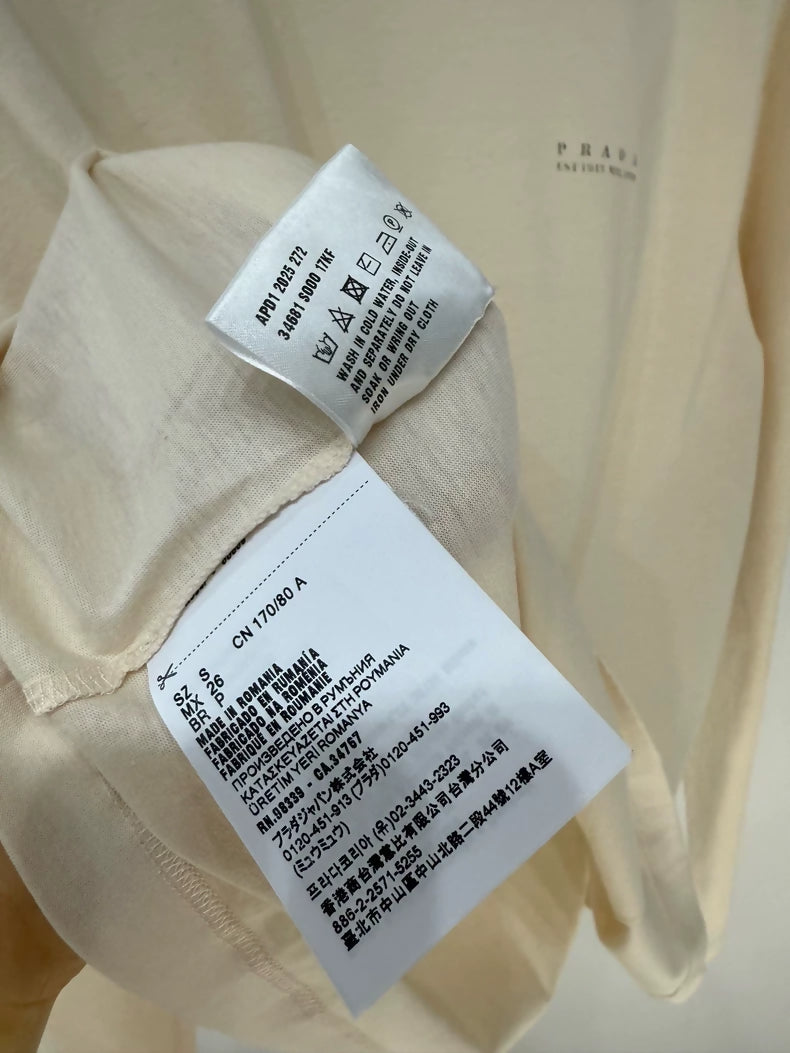 PRADA
APD1 2025 272
34681 S000 17KF
WASH IN COLD WATER, INSIDE-OUT
AND SEPARATELY DO NOT LEAVE IN
SOAK OR WRING OUT
IRON UNDER DRY CLOTH
CN 170/80 A
SZ S
MX 26
BR P
MADE IN ROMANIA
FABRICADO EN RUMANÍA
FABRICADO NA ROMÊNIA
FABRIQUÉ EN ROUMANIE
ПРОИЗВЕДЕНО В РУМЪНИЯ
ΚΑΤΑΣΚΕΥΑΖΕΤΑΙ ΣΤΗ ΡΟΥΜΑΝΙΑ
ÜRETİM YERİ ROMANYA
RN.98339 - CA.34767
プラダジャパン株式会社
0120-451-913 (プラダ)0120-451-993
(ミュウミュウ)
프라다코리아(주)02-3443-2323
香港商台灣寬比有限公司台灣分公司
886-2-2571-5255
臺北市中山區中山北路二段44號12樓A室